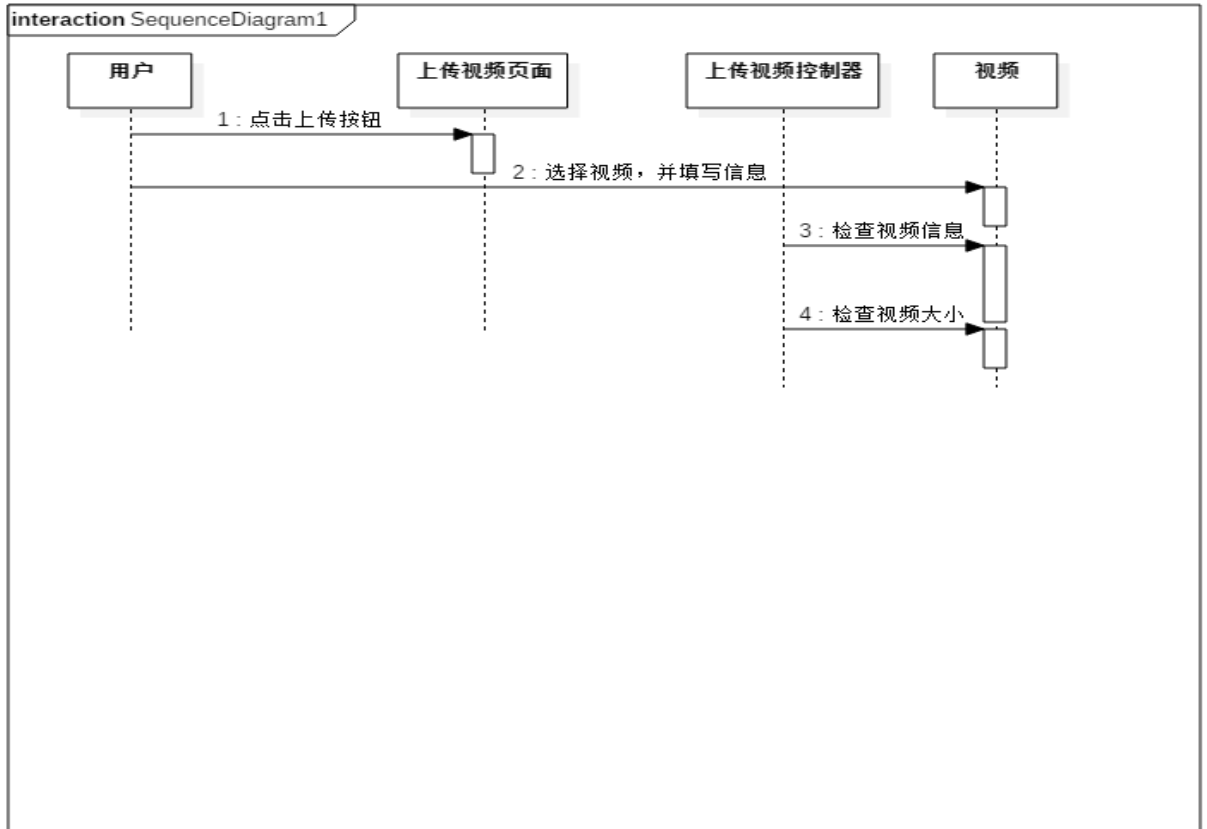 interaction SequenceDiagram1
用户 上传视频页面 上传视频控制器 视频
1 : 点击上传按钮
2 : 选择视频，并填写信息
3 : 检查视频信息
4 : 检查视频大小